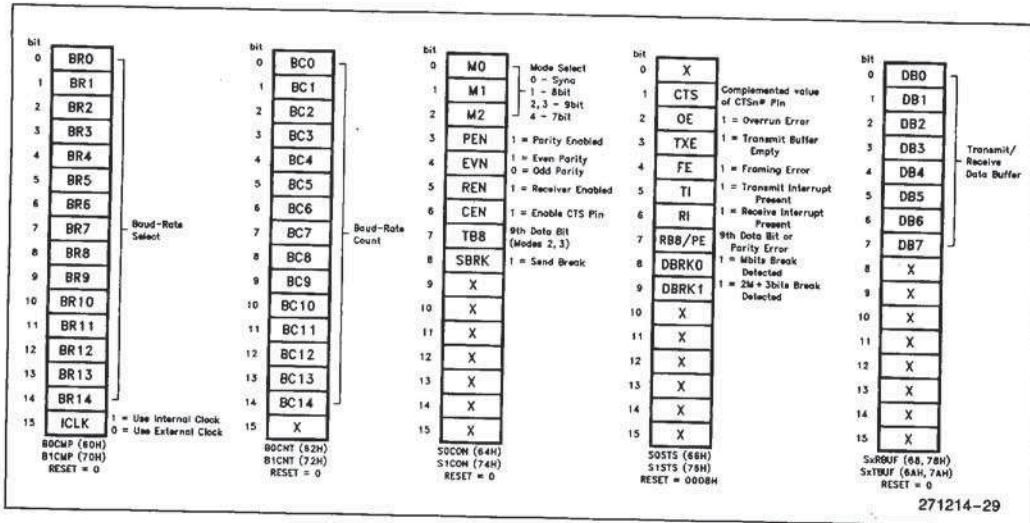 bit
0 BR0
1 BR1
2 BR2
3 BR3
4 BR4
5 BR5
6 BR6
7 BR7
8 BR8
9 BR9
10 BR10
11 BR11
12 BR12
13 BR13
14 BR14
15 ICLK
Baud-Rate
Select
1 = Use Internal Clock
0 = Use External Clock
B0CMP (60H)
B1CMP (70H)
RESET = 0
bit
0 BC0
1 BC1
2 BC2
3 BC3
4 BC4
5 BC5
6 BC6
7 BC7
8 BC8
9 BC9
10 BC10
11 BC11
12 BC12
13 BC13
14 BC14
15 X
Baud-Rate
Count
B0CNT (62H)
B1CNT (72H)
RESET = 0
bit
0 M0
1 M1
2 M2
Mode Select
0 - Sync
1 - 8bit
2, 3 - 9bit
4 - 7bit
3 PEN 1 = Parity Enabled
4 EVN 1 = Even Parity
0 = Odd Parity
5 REN 1 = Receiver Enabled
6 CEN 1 = Enable CTS Pin
7 TB8 9th Data Bit
(Modes 2, 3)
8 SBRK 1 = Send Break
9 X
10 X
11 X
12 X
13 X
14 X
15 X
S0CON (64H)
S1CON (74H)
RESET = 0
bit
0 X
1 CTS Complemented value
of CTSn# Pin
2 OE 1 = Overrun Error
3 TXE 1 = Transmit Buffer
Empty
4 FE 1 = Framing Error
5 TI 1 = Transmit Interrupt
Present
6 RI 1 = Receive Interrupt
Present
7 RB8/PE 9th Data Bit or
Parity Error
8 DBRK0 1 = Mbits Break
Detected
9 DBRK1 1 = 2M+3bits Break
Detected
10 X
11 X
12 X
13 X
14 X
15 X
S0STS (66H)
S1STS (76H)
RESET = 0008H
bit
0 DB0
1 DB1
2 DB2
3 DB3
4 DB4
5 DB5
6 DB6
7 DB7
8 X
9 X
10 X
11 X
12 X
13 X
14 X
15 X
Transmit/
Receive
Data Buffer
SxRBUF (68, 78H)
SxTBUF (6AH, 7AH)
RESET = 0
271214-29